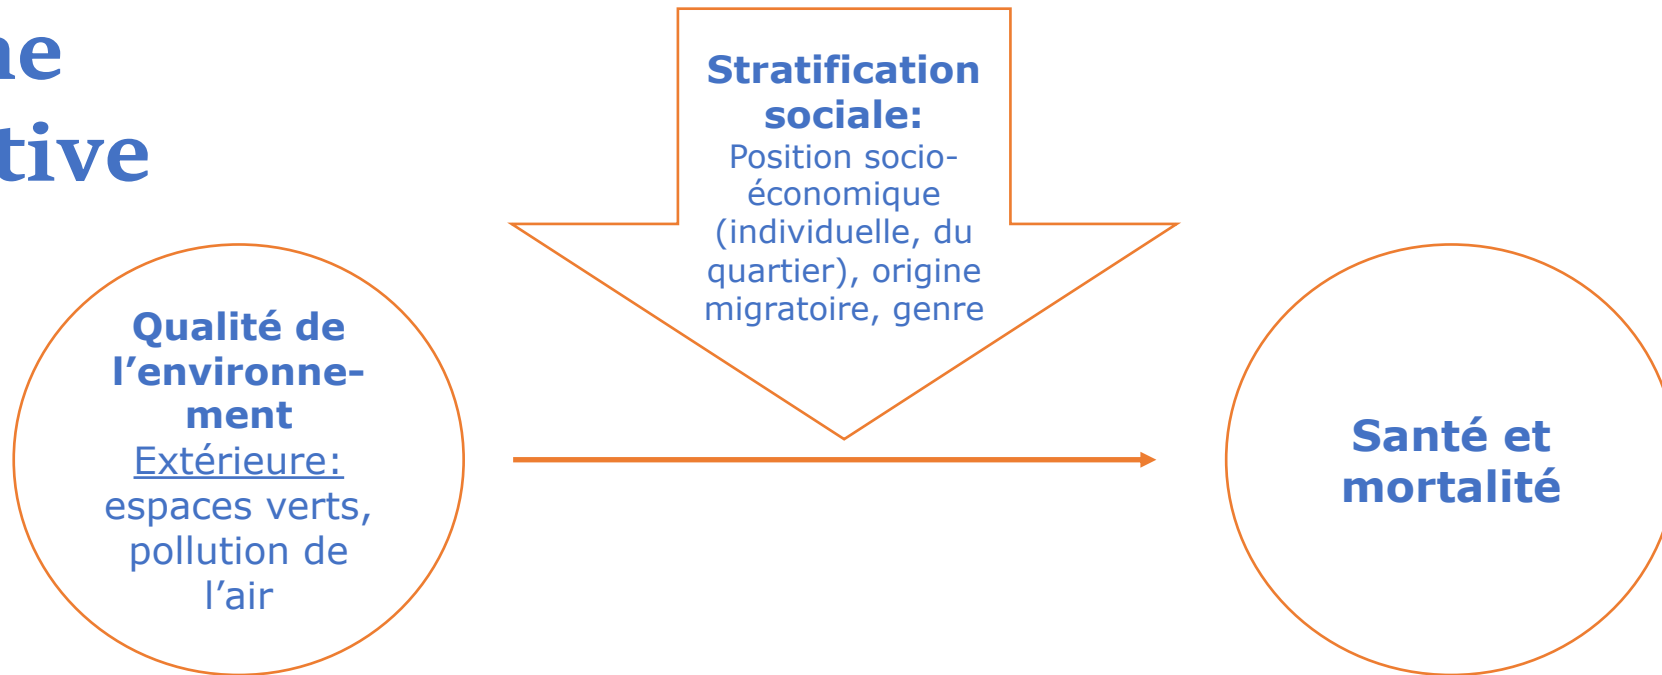 ne
tive
Stratification
sociale:
Position socio-
économique
(individuelle, du
quartier), origine
migratoire, genre
Qualité de
l’environne-
ment
Extérieure:
espaces verts,
pollution de
l’air
Santé et
mortalité